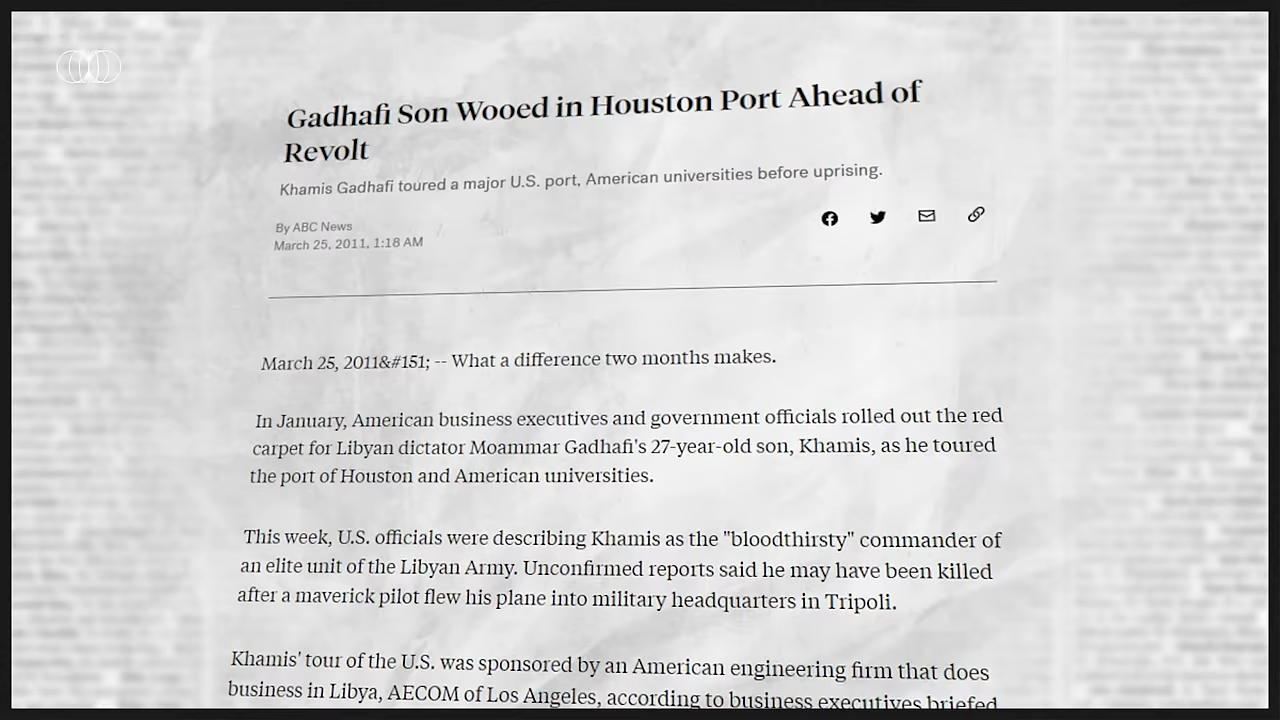 Gadhafi Son Wooed in Houston Port Ahead of
Revolt
Khamis Gadhafi toured a major U.S. port, American universities before uprising.
By ABC News
March 25, 2011, 1:18 AM
March 25, 2011&#151; -- What a difference two months makes.
In January, American business executives and government officials rolled out the red
carpet for Libyan dictator Moammar Gadhafi's 27-year-old son, Khamis, as he toured
the port of Houston and American universities.
This week, U.S. officials were describing Khamis as the "bloodthirsty" commander of
an elite unit of the Libyan Army. Unconfirmed reports said he may have been killed
after a maverick pilot flew his plane into military headquarters in Tripoli.
Khamis' tour of the U.S. was sponsored by an American engineering firm that does
business in Libya, AECOM of Los Angeles, according to business executives briefed